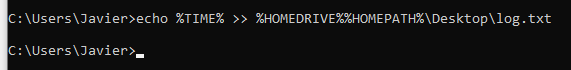 C:\Users\Javier>echo %TIME% >> %HOMEDRIVE%%HOMEPATH%\Desktop\log.txt
C:\Users\Javier>